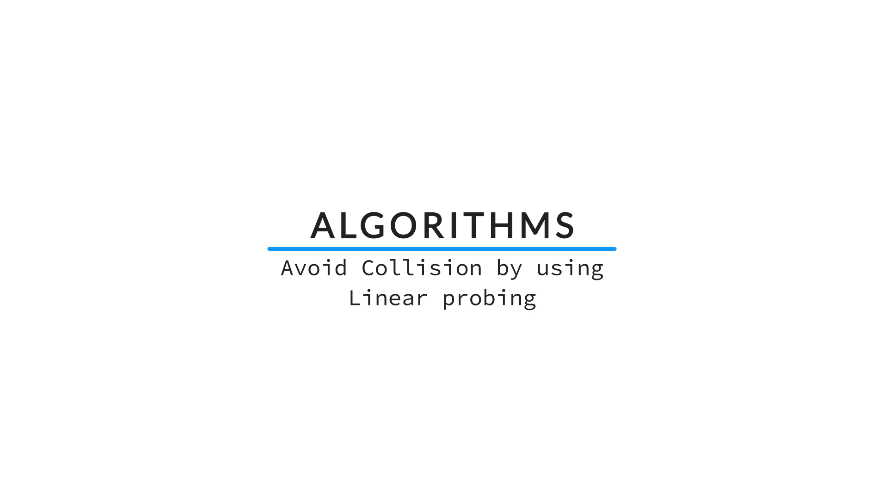 ALGORITHMS
Avoid Collision by using
Linear probing